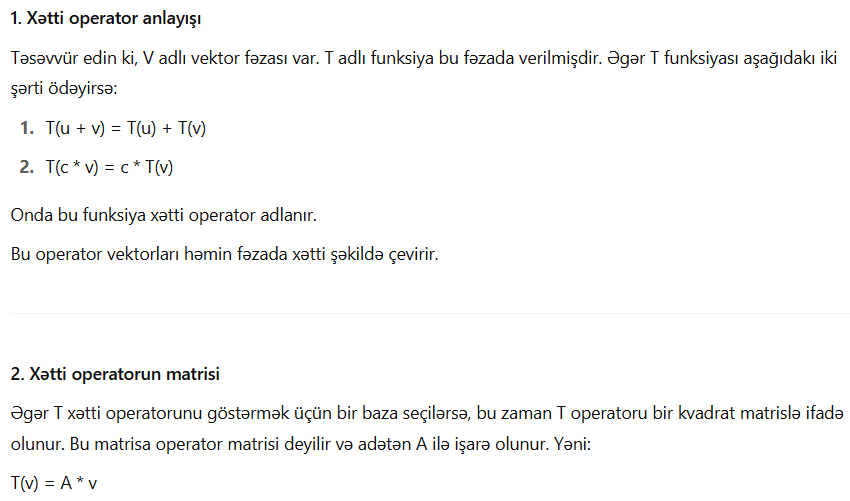 1. Xətti operator anlayışı
Təsəvvür edin ki, V adlı vektor fəzası var. T adlı funksiya bu fəzada verilmişdir. Əgər T funksiyası aşağıdakı iki
şərti ödəyirsə:
1. T(u + v) = T(u) + T(v)
2. T(c * v) = c * T(v)
Onda bu funksiya xətti operator adlanır.
Bu operator vektorları həmin fəzada xətti şəkildə çevirir.
2. Xətti operatorun matrisi
Əgər T xətti operatorunu göstərmək üçün bir baza seçilərsə, bu zaman T operatoru bir kvadrat matrislə ifadə
olunur. Bu matrisa operator matrisi deyilir və adətən A ilə işarə olunur. Yəni:
T(v) = A * v